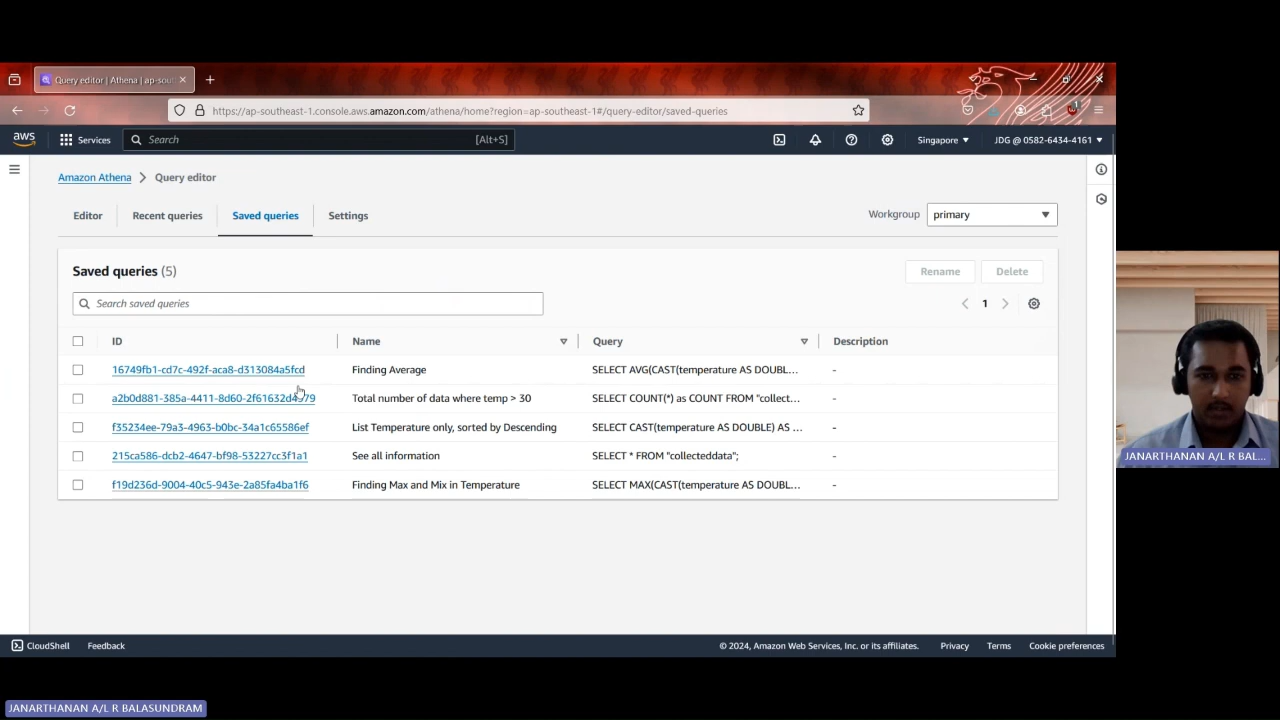 Query editor | Athena | ap-sout
https://ap-southeast-1.console.aws.amazon.com/athena/home?region=ap-southeast-1#/query-editor/saved-queries
1
aws
Services
Search
[Alt+S]
Singapore
JDG @ 0582-6434-4161
Amazon Athena
Query editor
Editor
Recent queries
Saved queries
Settings
Workgroup
primary
Saved queries (5)
Rename
Delete
Search saved queries
1
ID
Name
Query
Description
16749fb1-cd7c-492f-aca8-d313084a5fcd
Finding Average
SELECT AVG(CAST(temperature AS DOUBL...
-
Total number of data where temp > 30
SELECT COUNT(*) as COUNT FROM "collect...
-
f35234ee-79a3-4963-b0bc-34a1c65586ef
List Temperature only, sorted by Descending
SELECT CAST(temperature AS DOUBLE) AS ...
-
215ca586-dcb2-4647-bf98-53227cc3f1a1
See all information
SELECT * FROM "collecteddata";
-
f19d236d-9004-40c5-943e-2a85fa4ba1f6
Finding Max and Mix in Temperature
SELECT MAX(CAST(temperature AS DOUBL...
-
JANARTHANAN A/L R BAL...
CloudShell
Feedback
© 2024, Amazon Web Services, Inc. or its affiliates.
Privacy
Terms
Cookie preferences
JANARTHANAN A/L R BALASUNDRAM